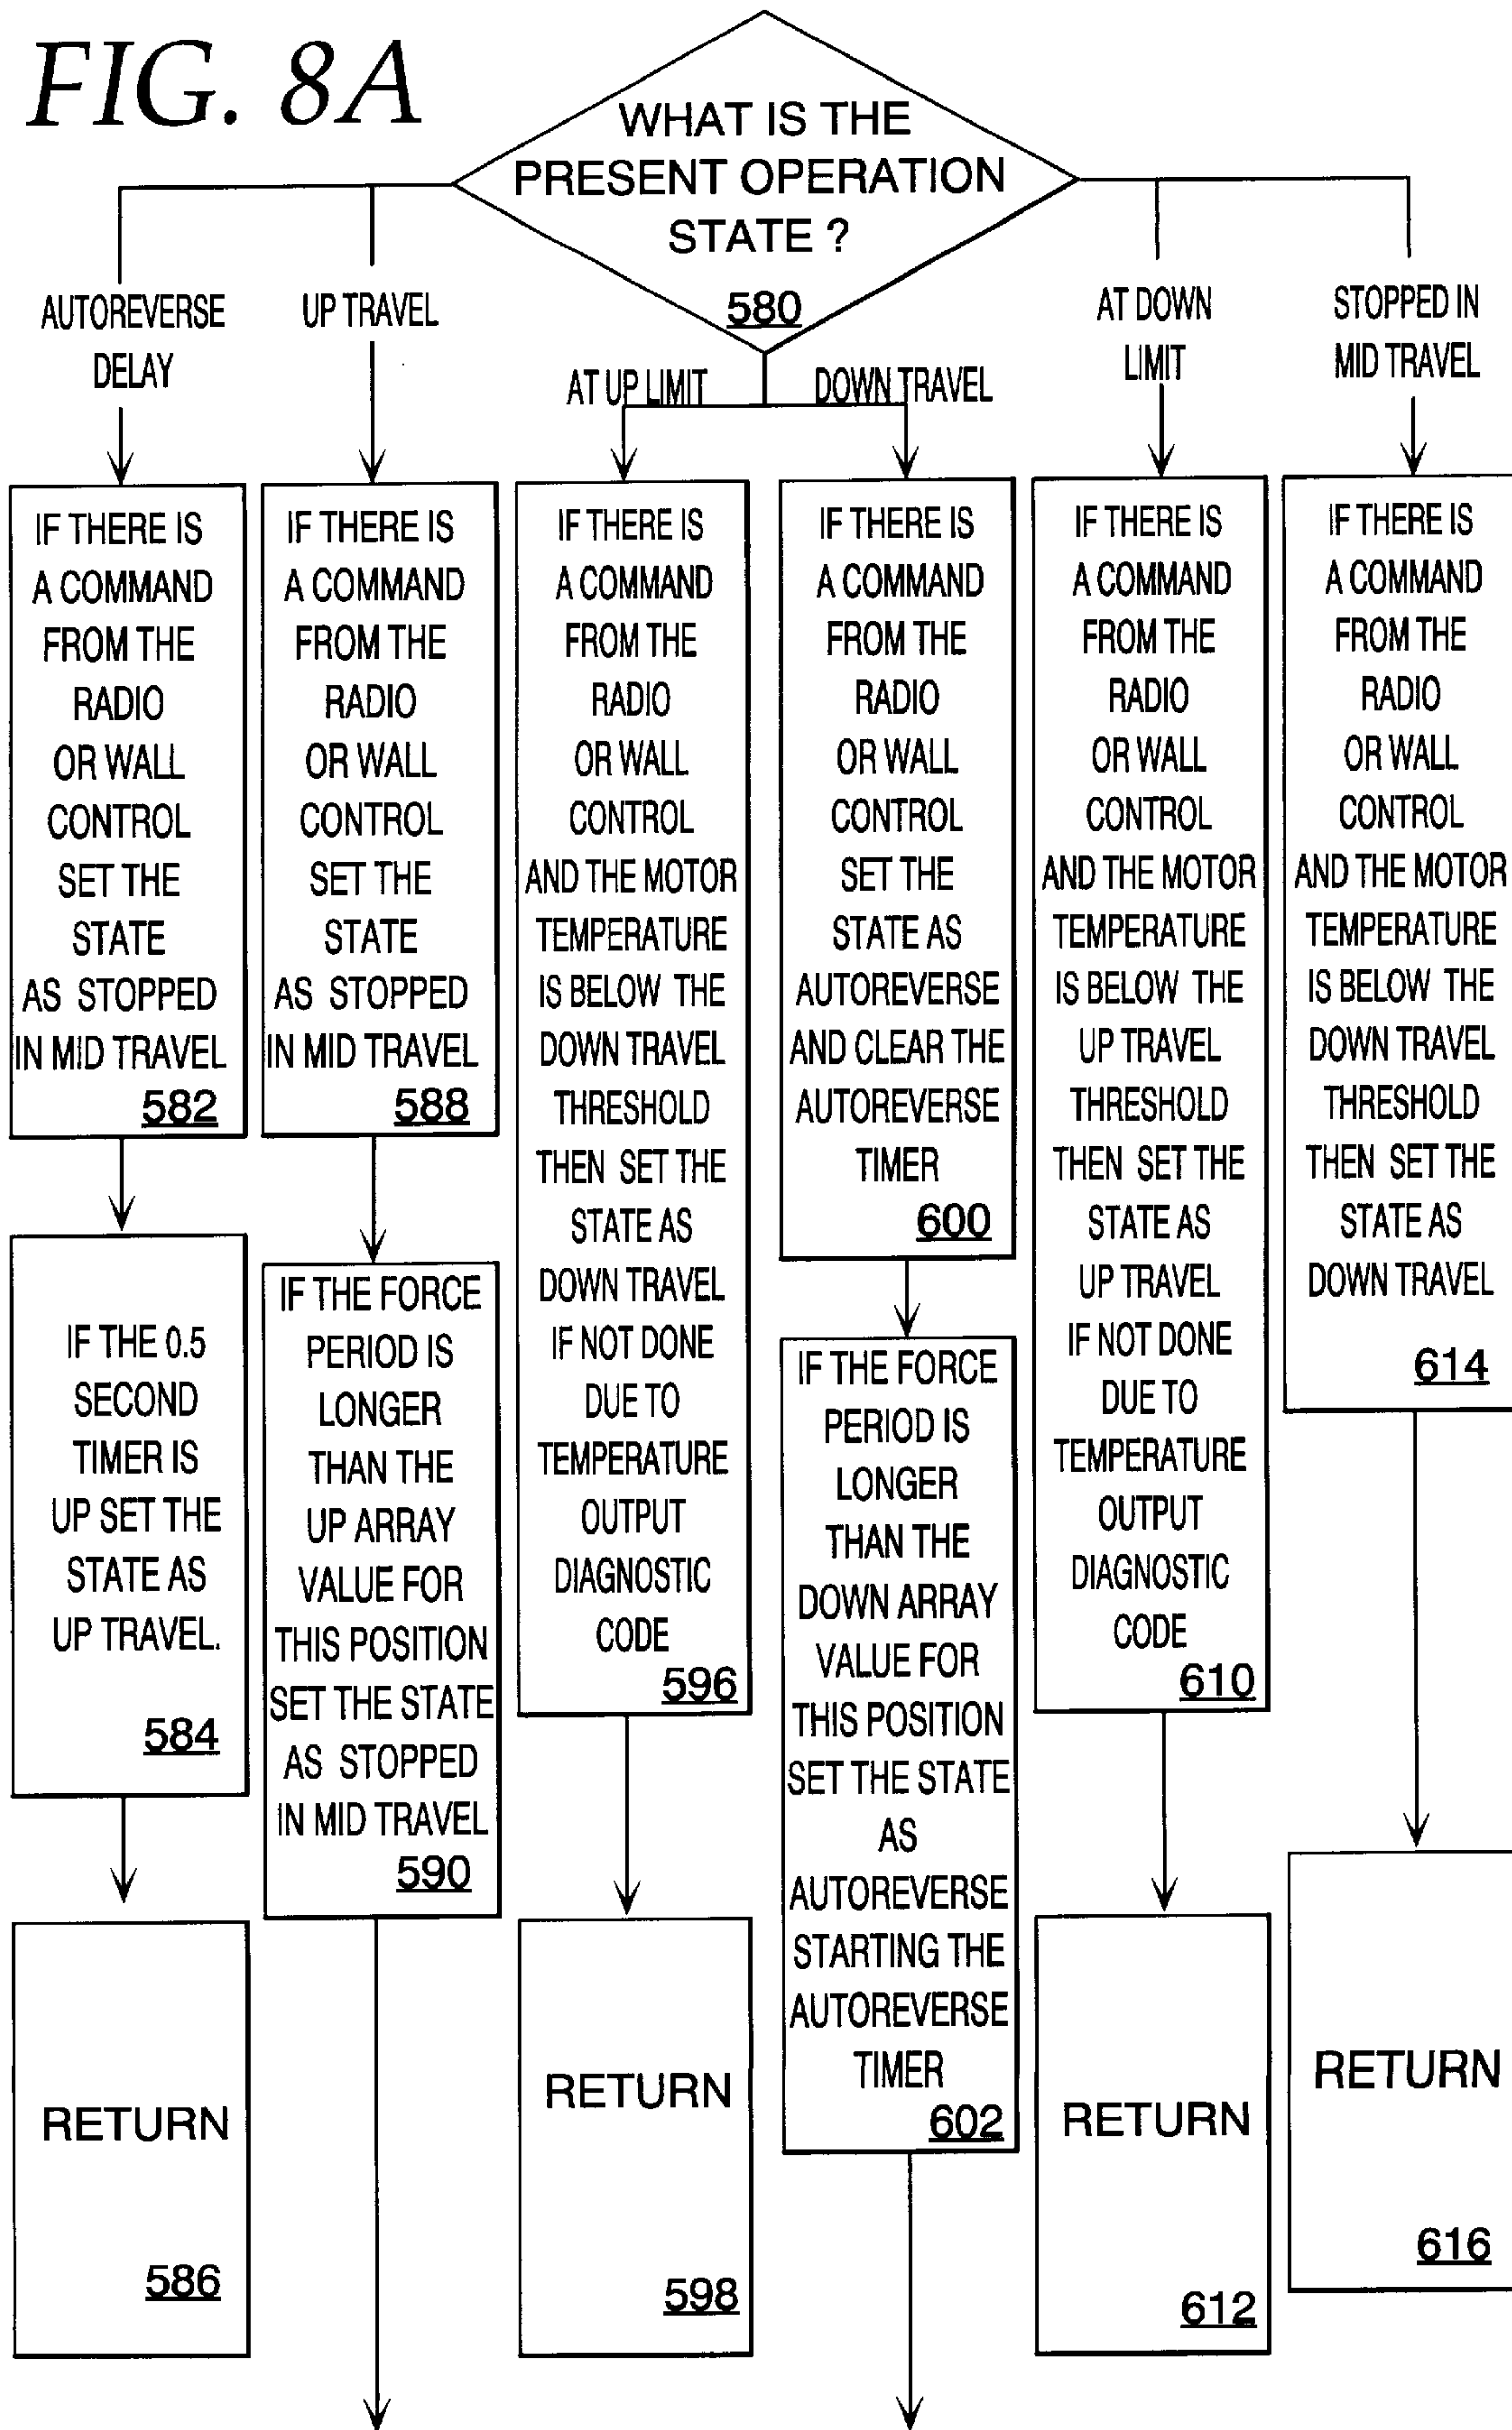 FIG. 8A
WHAT IS THE
PRESENT OPERATION
STATE ?
580
AUTOREVERSE
DELAY
UP TRAVEL
AT UP LIMIT
DOWN TRAVEL
AT DOWN
LIMIT
STOPPED IN
MID TRAVEL
IF THERE IS
A COMMAND
FROM THE
RADIO
OR WALL
CONTROL
SET THE
STATE
AS STOPPED
IN MID TRAVEL
582
IF THE 0.5
SECOND
TIMER IS
UP SET THE
STATE AS
UP TRAVEL.
584
RETURN
586
IF THERE IS
A COMMAND
FROM THE
RADIO
OR WALL
CONTROL
SET THE
STATE
AS STOPPED
IN MID TRAVEL
588
IF THE FORCE
PERIOD IS
LONGER
THAN THE
UP ARRAY
VALUE FOR
THIS POSITION
SET THE STATE
AS STOPPED
IN MID TRAVEL
590
IF THERE IS
A COMMAND
FROM THE
RADIO
OR WALL
CONTROL
AND THE MOTOR
TEMPERATURE
IS BELOW THE
DOWN TRAVEL
THRESHOLD
THEN SET THE
STATE AS
DOWN TRAVEL
IF NOT DONE
DUE TO
TEMPERATURE
OUTPUT
DIAGNOSTIC
CODE
596
RETURN
598
IF THERE IS
A COMMAND
FROM THE
RADIO
OR WALL
CONTROL
SET THE
STATE AS
AUTOREVERSE
AND CLEAR THE
AUTOREVERSE
TIMER
600
IF THE FORCE
PERIOD IS
LONGER
THAN THE
DOWN ARRAY
VALUE FOR
THIS POSITION
SET THE STATE
AS
AUTOREVERSE
STARTING THE
AUTOREVERSE
TIMER
602
IF THERE IS
A COMMAND
FROM THE
RADIO
OR WALL
CONTROL
AND THE MOTOR
TEMPERATURE
IS BELOW THE
UP TRAVEL
THRESHOLD
THEN SET THE
STATE AS
UP TRAVEL
IF NOT DONE
DUE TO
TEMPERATURE
OUTPUT
DIAGNOSTIC
CODE
610
RETURN
612
IF THERE IS
A COMMAND
FROM THE
RADIO
OR WALL
CONTROL
AND THE MOTOR
TEMPERATURE
IS BELOW THE
DOWN TRAVEL
THRESHOLD
THEN SET THE
STATE AS
DOWN TRAVEL
614
RETURN
616